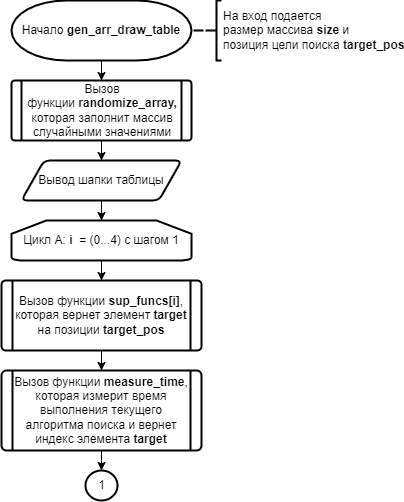 Начало gen_arr_draw_table
На вход подается
размер массива size и
позиция цели поиска target_pos
Вызов
функции randomize_array,
которая заполнит массив
случайными значениями
Вывод шапки таблицы
Цикл А: i = (0...4) с шагом 1
Вызов функции sup_funcs[i],
которая вернет элемент target
на позиции target_pos
Вызов функции measure_time,
которая измерит время
выполнения текущего
алгоритма поиска и вернет
индекс элемента target
1